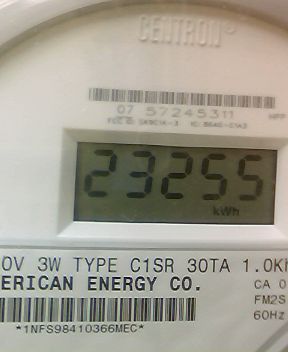 CENTRON
07 57245311
23255
kWh
0V 3W TYPE C1SR 30TA 1.0Kh
ERICAN ENERGY CO. CA 0
FM2S
60Hz
*1NFS98410366MEC*